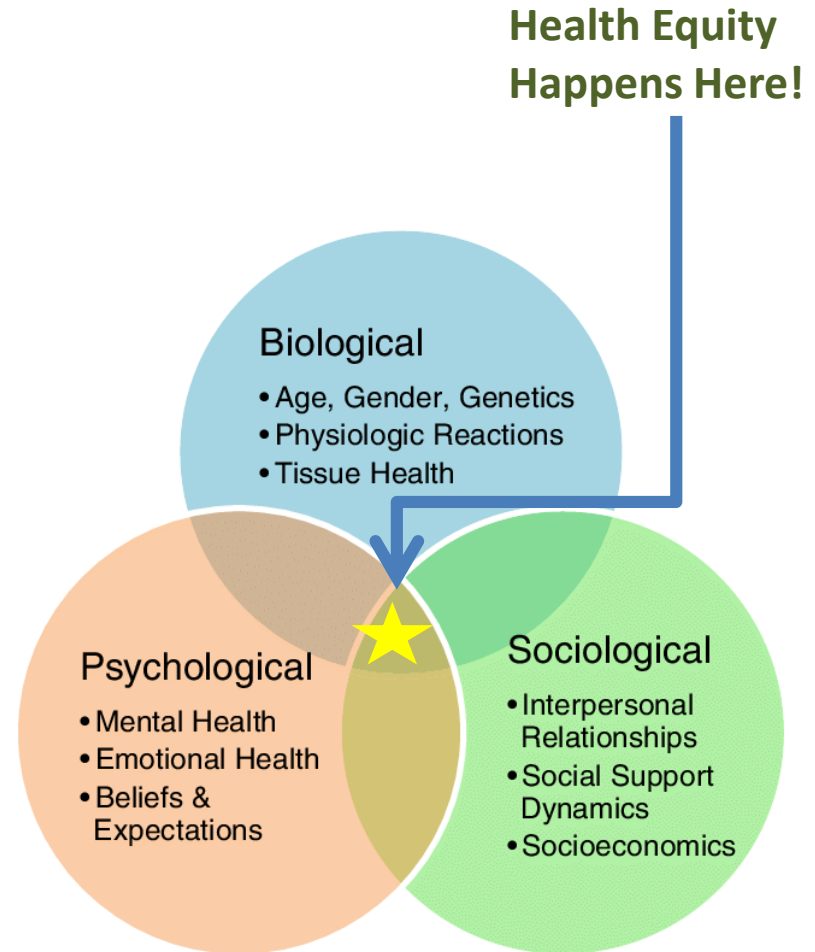 Health Equity
Happens Here!
Biological
• Age, Gender, Genetics
• Physiologic Reactions
• Tissue Health
Psychological
• Mental Health
• Emotional Health
• Beliefs &
Expectations
Sociological
• Interpersonal
Relationships
• Social Support
Dynamics
• Socioeconomics